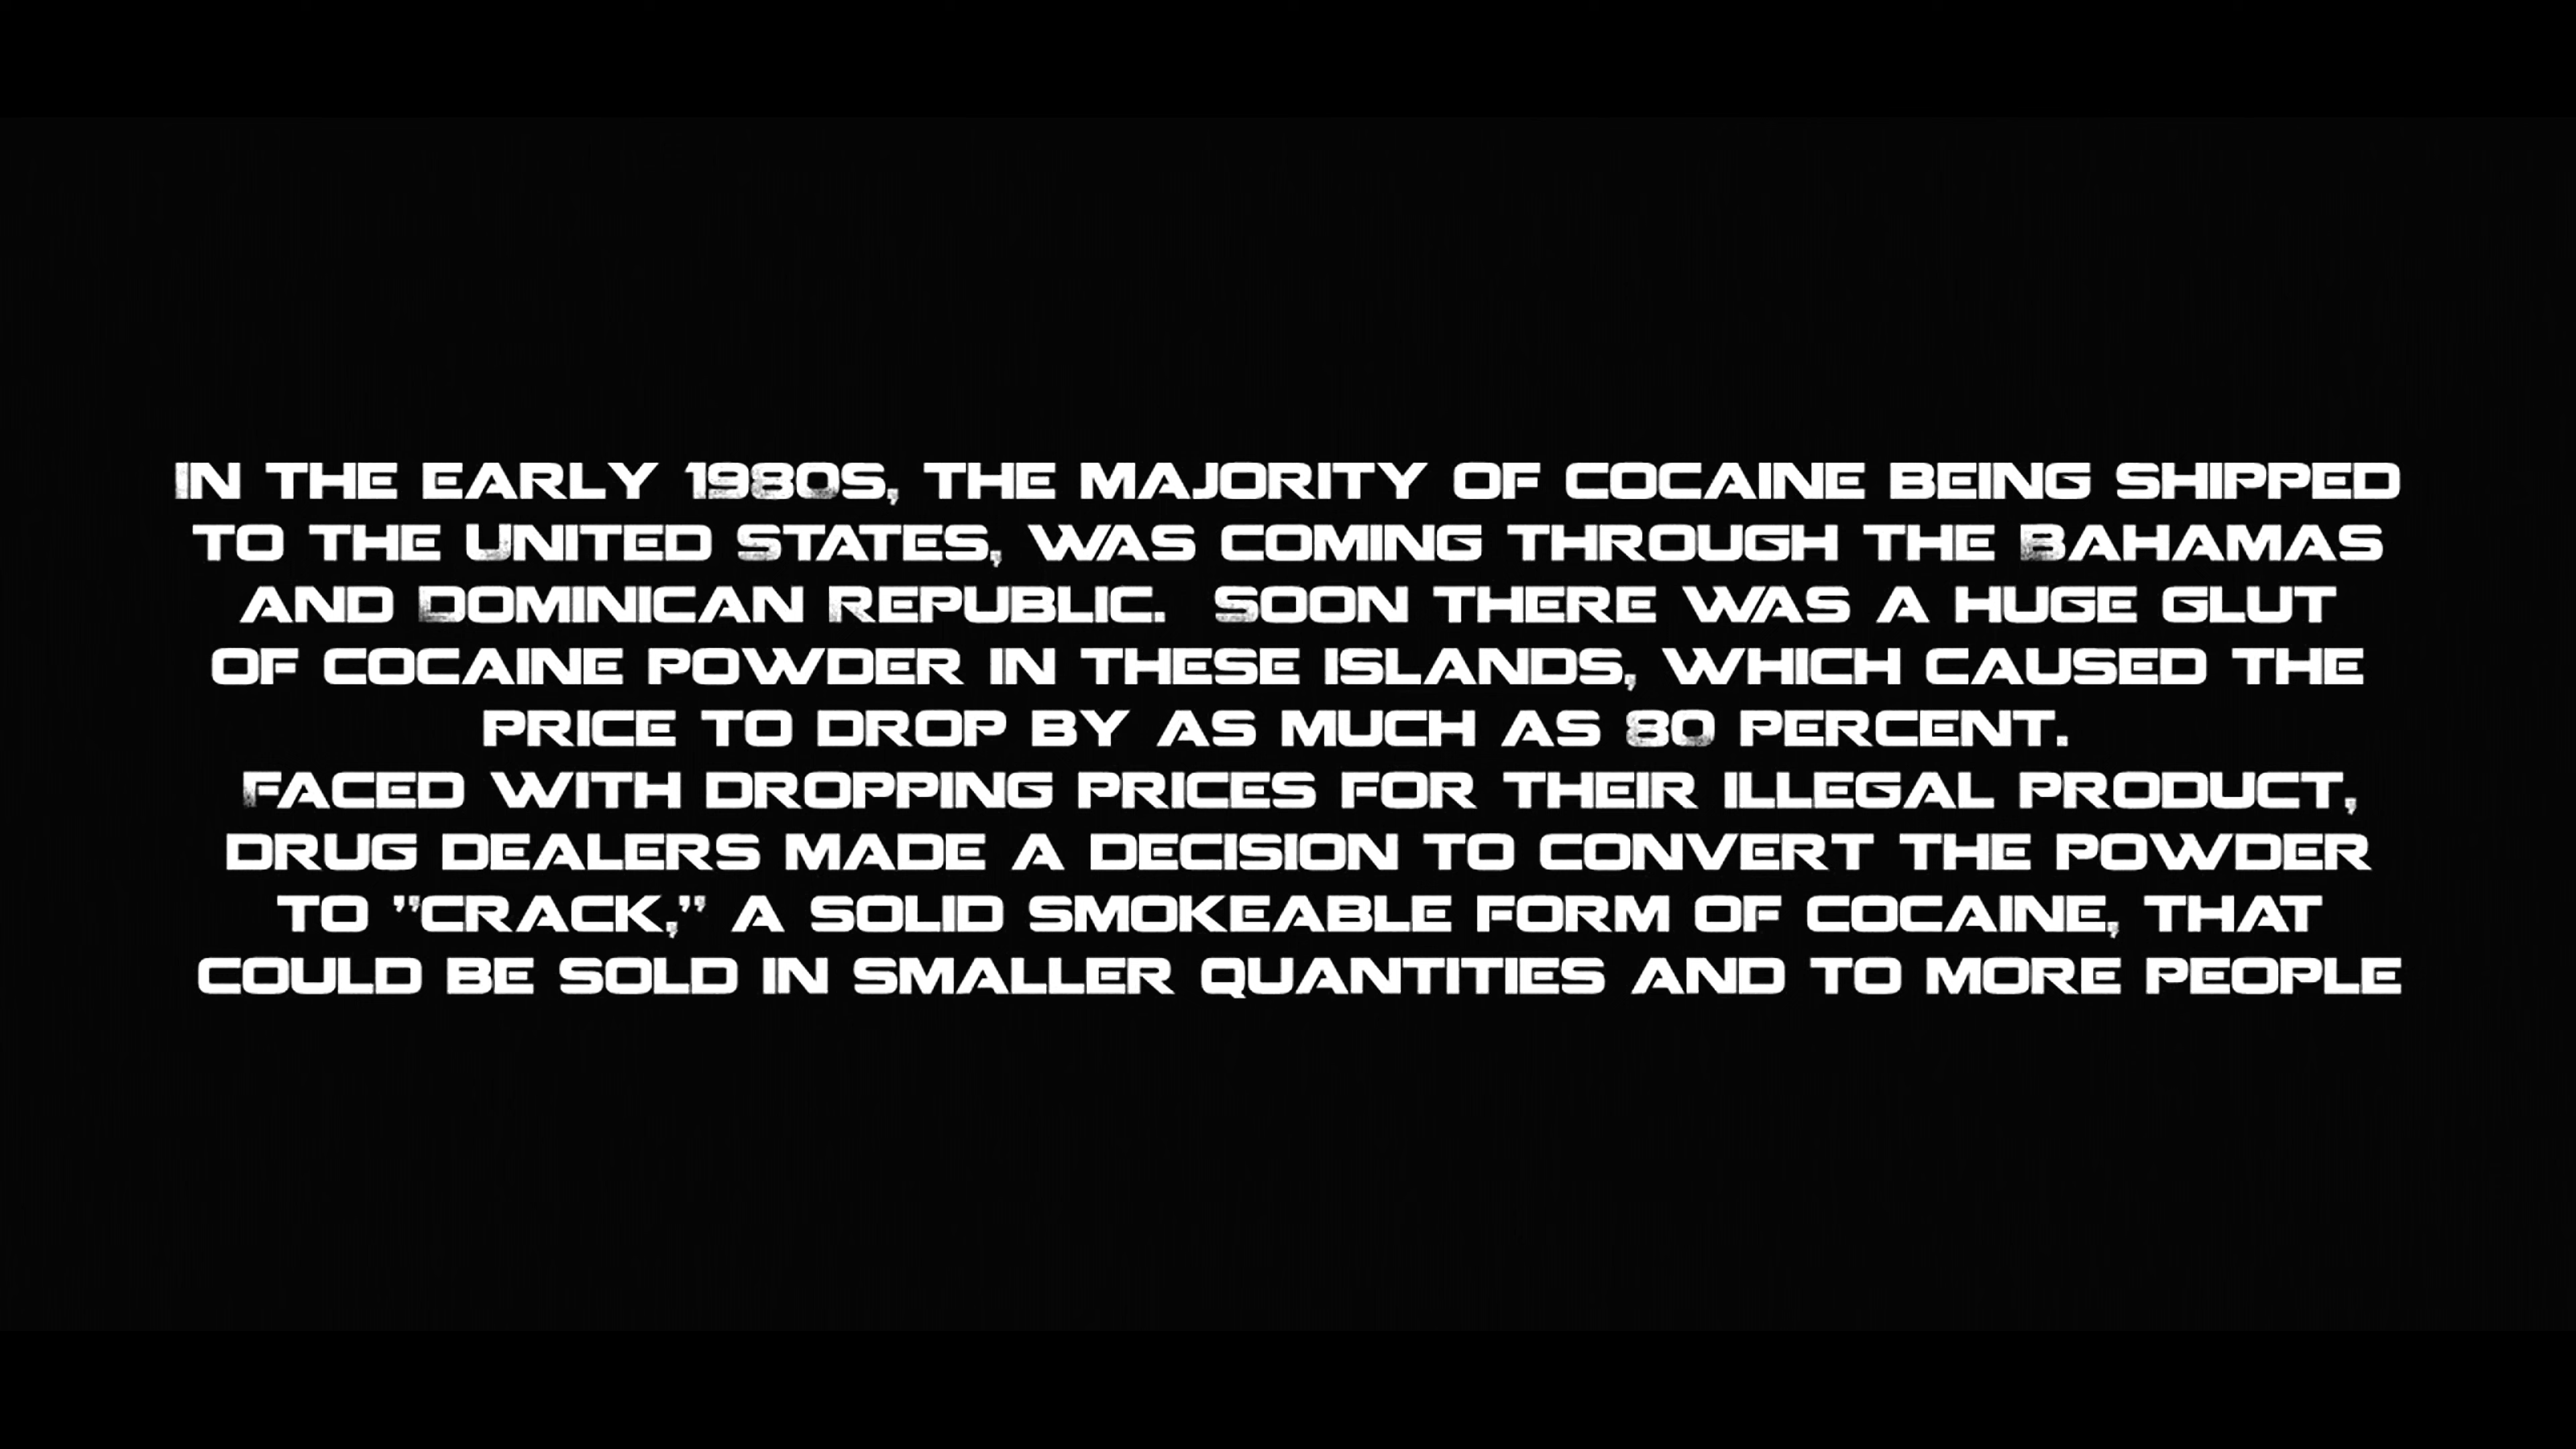 IN THE EARLY 1980S, THE MAJORITY OF COCAINE BEING SHIPPED
TO THE UNITED STATES, WAS COMING THROUGH THE BAHAMAS
AND DOMINICAN REPUBLIC. SOON THERE WAS A HUGE GLUT
OF COCAINE POWDER IN THESE ISLANDS, WHICH CAUSED THE
PRICE TO DROP BY AS MUCH AS 80 PERCENT.
FACED WITH DROPPING PRICES FOR THEIR ILLEGAL PRODUCT,
DRUG DEALERS MADE A DECISION TO CONVERT THE POWDER
TO "CRACK," A SOLID SMOKEABLE FORM OF COCAINE, THAT
COULD BE SOLD IN SMALLER QUANTITIES AND TO MORE PEOPLE